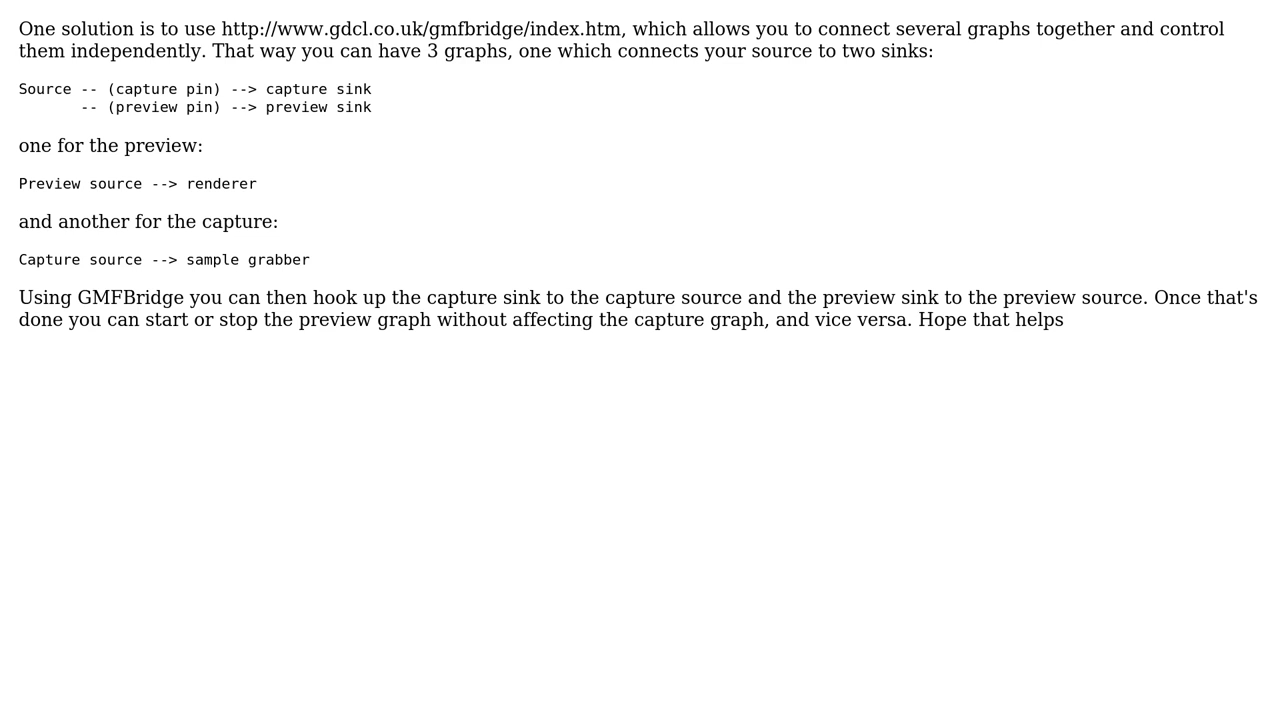 One solution is to use http://www.gdcl.co.uk/gmfbridge/index.htm, which allows you to connect several graphs together and control
them independently. That way you can have 3 graphs, one which connects your source to two sinks:
Source -- (capture pin) --> capture sink
       -- (preview pin) --> preview sink
one for the preview:
Preview source --> renderer
and another for the capture:
Capture source --> sample grabber
Using GMFBridge you can then hook up the capture sink to the capture source and the preview sink to the preview source. Once that's
done you can start or stop the preview graph without affecting the capture graph, and vice versa. Hope that helps